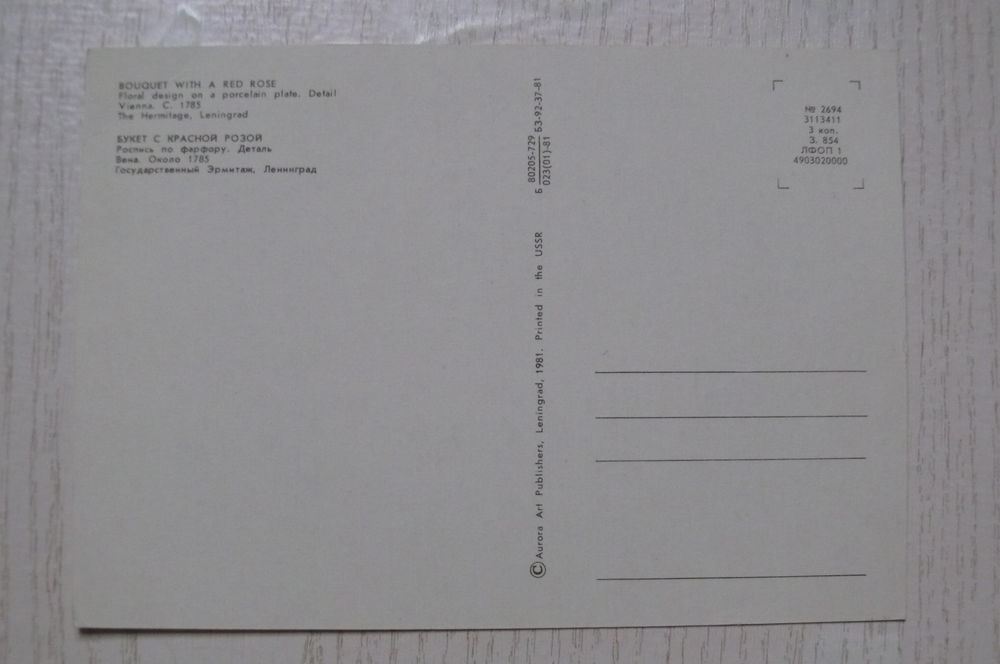 BOUQUET WITH A RED ROSE
Floral design on a porcelain plate. Detail
Vienna. C. 1785
The Hermitage, Leningrad
БУКЕТ С КРАСНОЙ РОЗОЙ
Роспись по фарфору. Деталь
Вена. Около 1785
Государственный Эрмитаж, Ленинград
Б 80205-729 БЗ-92-37-81
023(01)-81
© Aurora Art Publishers, Leningrad, 1981. Printed in the USSR
№ 2694
3113411
3 коп.
З. 854
ЛФОП 1
4903020000